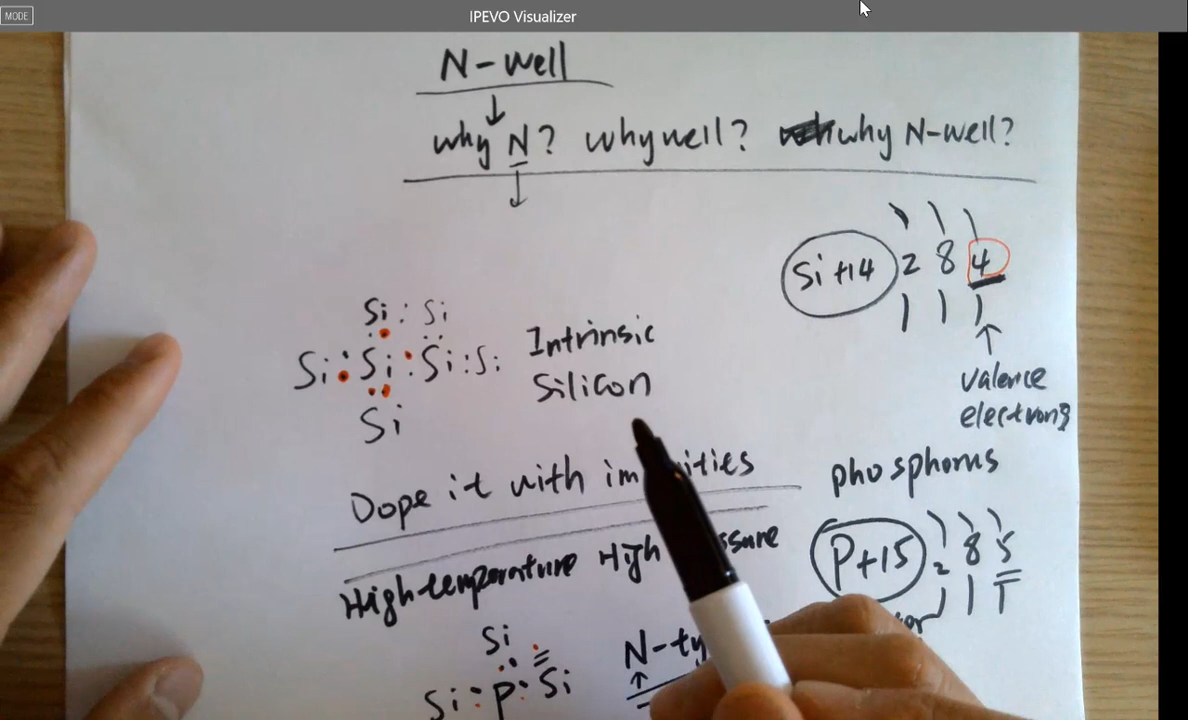 MODE
IPEVO Visualizer
N-well
why N? why well? why N-well?
Si +14 2 8 4
valence
electrons
Si : Si
Si : Si : Si : Si
Si
Intrinsic
Silicon
Dope it with
High-temperature High
phosphorus
P+15 2 8 5
Si
Si : P : Si